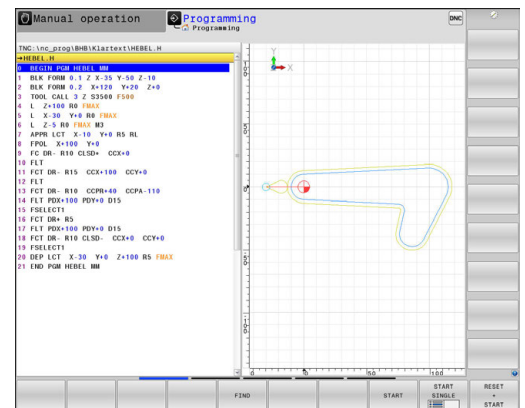 Manual operation
Programming
Programming
DNC
TNC:\nc_prog\BHB\Klartext\HEBEL.H
→HEBEL.H
0 BEGIN PGM HEBEL MM
1 BLK FORM 0.1 Z X-35 Y-50 Z-10
2 BLK FORM 0.2 X+120 Y+20 Z+0
3 TOOL CALL 3 Z S3500 F500
4 L Z+100 R0 FMAX
5 L X-30 Y+0 R0 FMAX
6 L Z-5 R0 FMAX M3
7 APPR LCT X-10 Y+0 R5 RL
8 FPOL X+100 Y+0
9 FC DR- R10 CLSD+ CCX+0
10 FLT
11 FCT DR- R15 CCX+100 CCY+0
12 FLT
13 FCT DR- R10 CCPR+40 CCPA-110
14 FLT PDX+100 PDY+0 D15
15 FSELECT1
16 FCT DR+ R5
17 FLT PDX+100 PDY+0 D15
18 FCT DR- R10 CLSD- CCX+0 CCY+0
19 FSELECT1
20 DEP LCT X-30 Y+0 Z+100 R5 FMAX
21 END PGM HEBEL MM
Y
X
0
50
100
FIND
START
START SINGLE
RESET + START